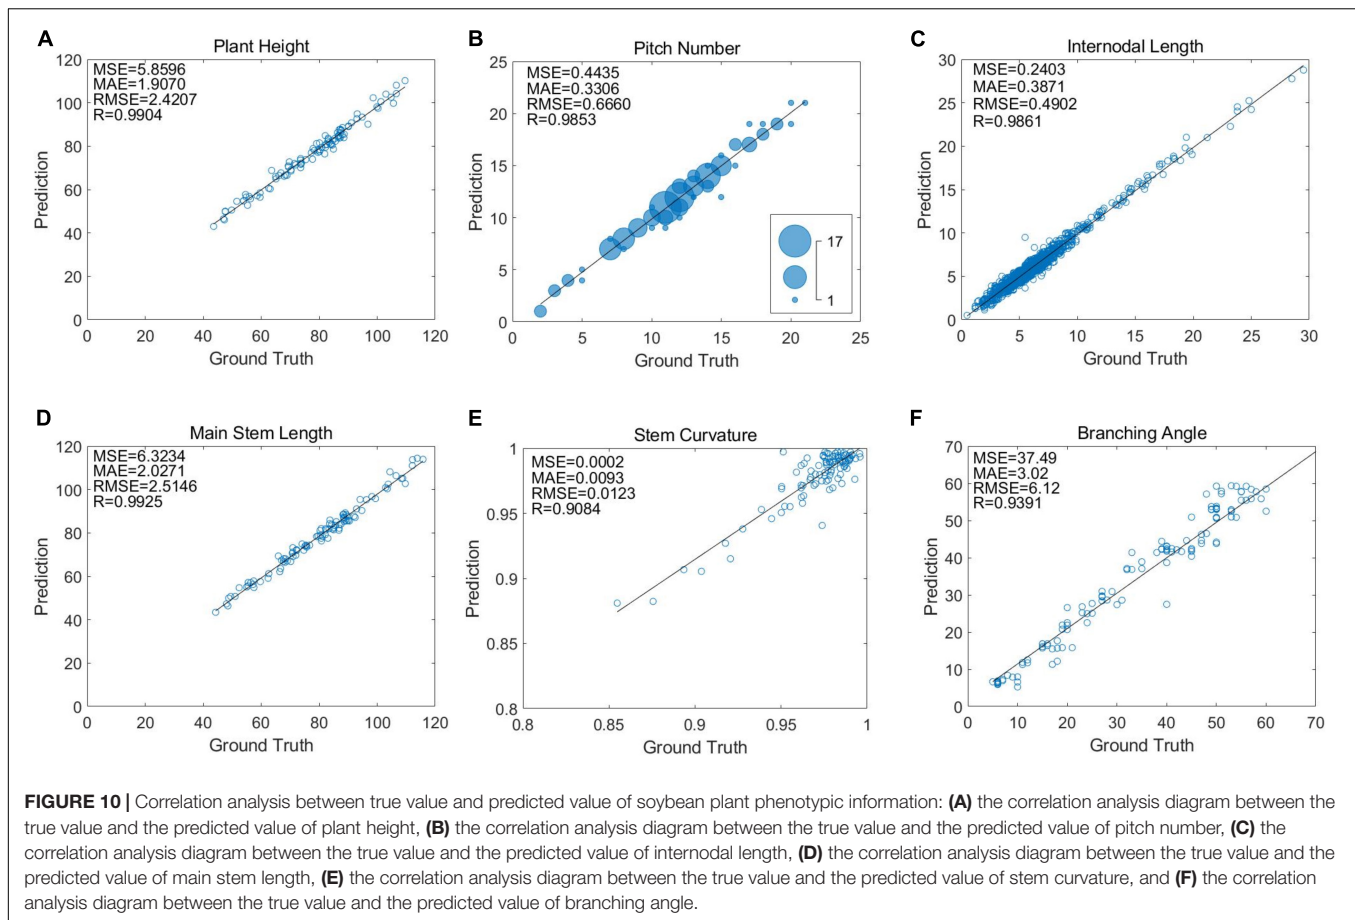 A
Plant Height
MSE=5.8596
MAE=1.9070
RMSE=2.4207
R=0.9904
120
100
80
60
40
20
0
Prediction
0 20 40 60 80 100 120
Ground Truth
B
Pitch Number
MSE=0.4435
MAE=0.3306
RMSE=0.6660
R=0.9853
25
20
15
10
5
0
Prediction
17
1
0 5 10 15 20 25
Ground Truth
C
Internodal Length
MSE=0.2403
MAE=0.3871
RMSE=0.4902
R=0.9861
30
25
20
15
10
5
0
Prediction
0 5 10 15 20 25 30
Ground Truth
D
Main Stem Length
MSE=6.3234
MAE=2.0271
RMSE=2.5146
R=0.9925
120
100
80
60
40
20
0
Prediction
0 20 40 60 80 100 120
Ground Truth
E
Stem Curvature
MSE=0.0002
MAE=0.0093
RMSE=0.0123
R=0.9084
1
0.95
0.9
0.85
0.8
Prediction
0.8 0.85 0.9 0.95 1
Ground Truth
F
Branching Angle
MSE=37.49
MAE=3.02
RMSE=6.12
R=0.9391
70
60
50
40
30
20
10
0
Prediction
0 10 20 30 40 50 60 70
Ground Truth
FIGURE 10 | Correlation analysis between true value and predicted value of soybean plant phenotypic information: (A) the correlation analysis diagram between the
true value and the predicted value of plant height, (B) the correlation analysis diagram between the true value and the predicted value of pitch number, (C) the
correlation analysis diagram between the true value and the predicted value of internodal length, (D) the correlation analysis diagram between the true value and the
predicted value of main stem length, (E) the correlation analysis diagram between the true value and the predicted value of stem curvature, and (F) the correlation
analysis diagram between the true value and the predicted value of branching angle.